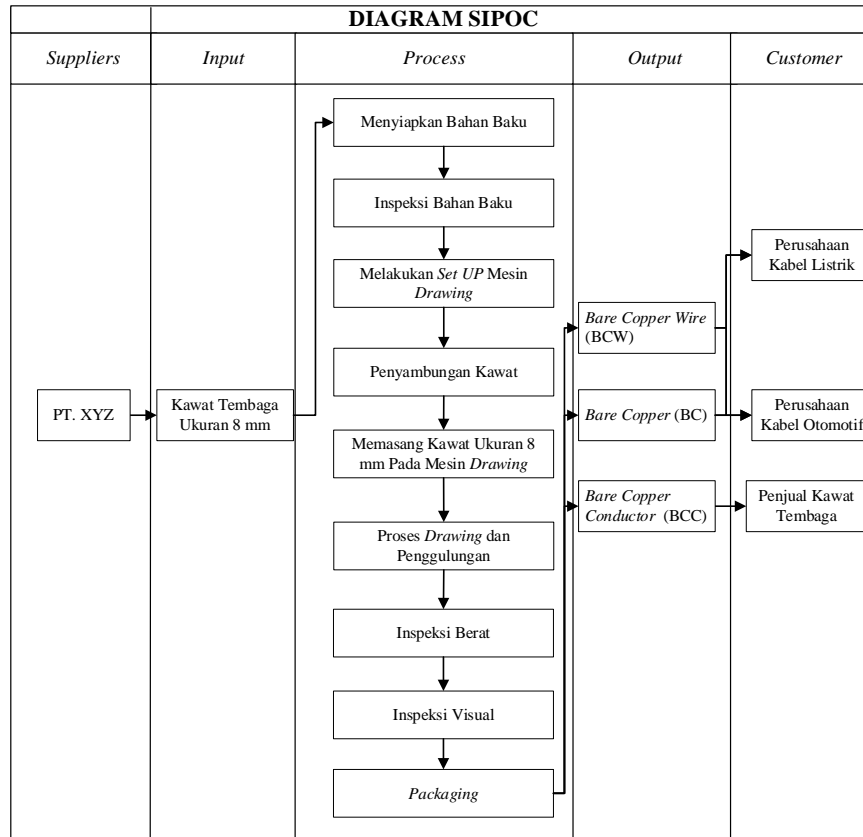 DIAGRAM SIPOC
Suppliers
Input
Process
Output
Customer
PT. XYZ
Kawat Tembaga
Ukuran 8 mm
Menyiapkan Bahan Baku
Inspeksi Bahan Baku
Melakukan Set UP Mesin
Drawing
Penyambungan Kawat
Memasang Kawat Ukuran 8
mm Pada Mesin Drawing
Proses Drawing dan
Penggulungan
Inspeksi Berat
Inspeksi Visual
Packaging
Bare Copper Wire
(BCW)
Bare Copper (BC)
Bare Copper
Conductor (BCC)
Perusahaan
Kabel Listrik
Perusahaan
Kabel Otomotif
Penjual Kawat
Tembaga